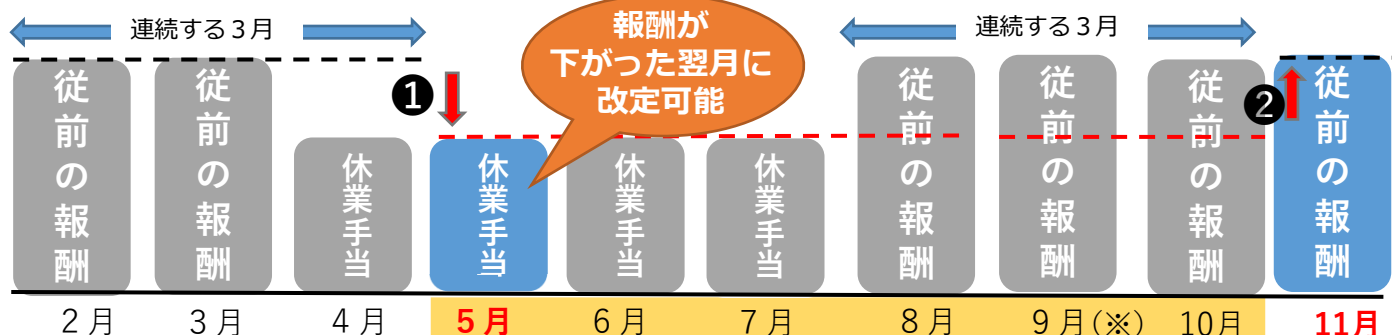 連続する３月
報酬が
下がった翌月に
改定可能
連続する３月
❶
❷
従前の報酬
従前の報酬
休業手当
休業手当
休業手当
休業手当
従前の報酬
従前の報酬
従前の報酬
従前の報酬
２月
３月
４月
５月
６月
７月
８月
９月(※)
10月
11月